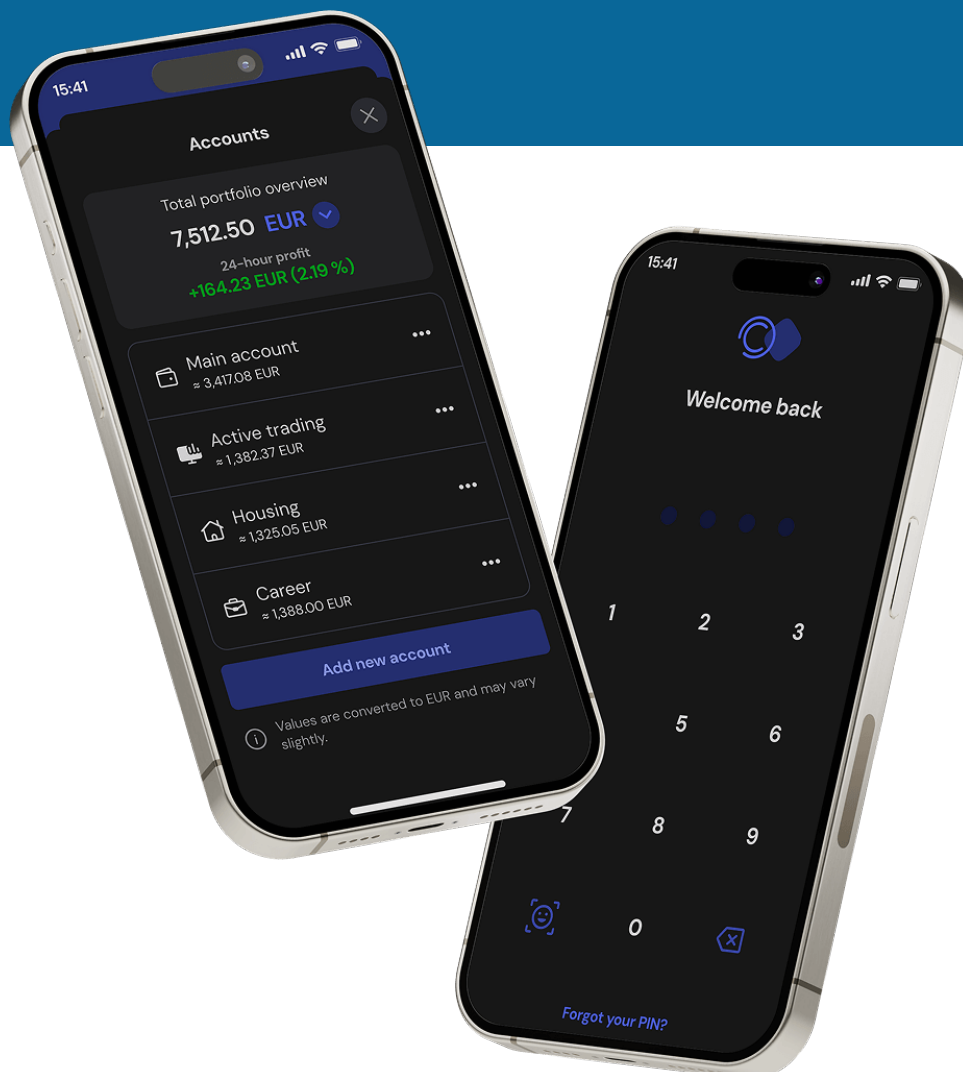 15:41
Accounts
Total portfolio overview
7,512.50 EUR
24-hour profit
+164.23 EUR (2.19 %)
Main account
≈ 3,417.08 EUR
Active trading
≈ 1,382.37 EUR
Housing
≈ 1,325.05 EUR
Career
≈ 1,388.00 EUR
Add new account
Values are converted to EUR and may vary
slightly.
15:41
Welcome back
1 2 3
5 6
7 8 9
0
Forgot your PIN?